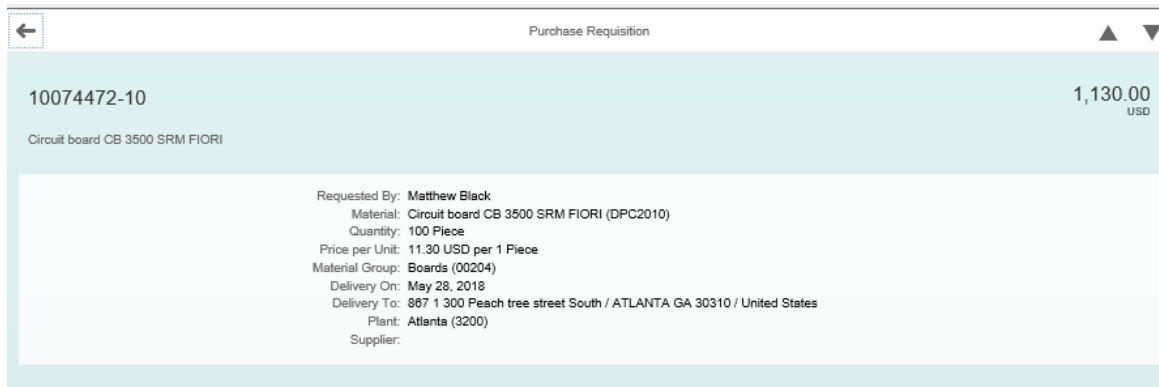 Purchase Requisition
10074472-10
1,130.00
USD
Circuit board CB 3500 SRM FIORI
Requested By: Matthew Black
Material: Circuit board CB 3500 SRM FIORI (DPC2010)
Quantity: 100 Piece
Price per Unit: 11.30 USD per 1 Piece
Material Group: Boards (00204)
Delivery On: May 28, 2018
Delivery To: 867 1 300 Peach tree street South / ATLANTA GA 30310 / United States
Plant: Atlanta (3200)
Supplier: